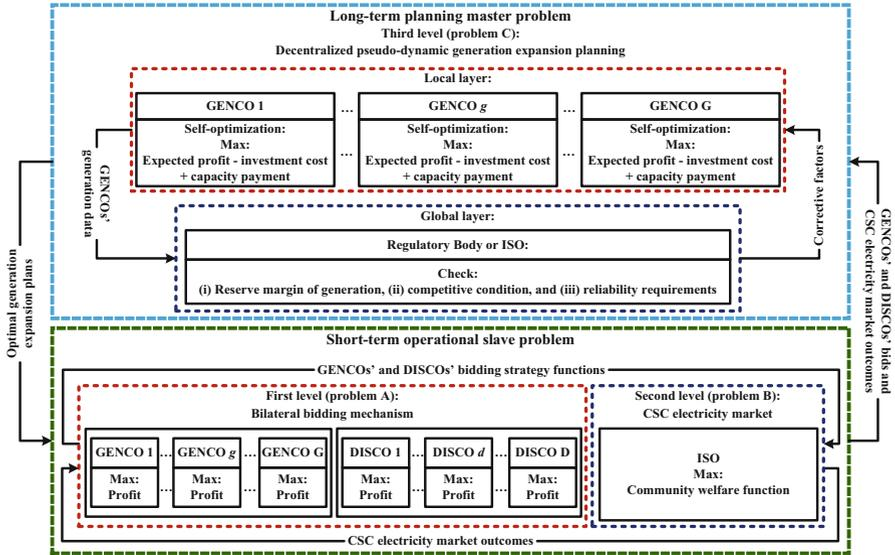 Long-term planning master problem
Third level (problem C):
Decentralized pseudo-dynamic generation expansion planning
Local layer:
GENCO 1 ... GENCO g ... GENCO G
Self-optimization:
Max:
Expected profit - investment cost
+ capacity payment
...
Self-optimization:
Max:
Expected profit - investment cost
+ capacity payment
...
Self-optimization:
Max:
Expected profit - investment cost
+ capacity payment
GENCOs'
generation data
Corrective factors
Global layer:
Regulatory Body or ISO:
Check:
(i) Reserve margin of generation, (ii) competitive condition, and (iii) reliability requirements
Optimal generation
expansion plans
GENCOs' and DISCOs' bids and
CSC electricity market outcomes
Short-term operational slave problem
GENCOs' and DISCOs' bidding strategy functions
First level (problem A):
Bilateral bidding mechanism
GENCO 1 ... GENCO g ... GENCO G
Max:
Profit
...
Max:
Profit
...
Max:
Profit
DISCO 1 ... DISCO d ... DISCO D
Max:
Profit
...
Max:
Profit
...
Max:
Profit
Second level (problem B):
CSC electricity market
ISO
Max:
Community welfare function
CSC electricity market outcomes